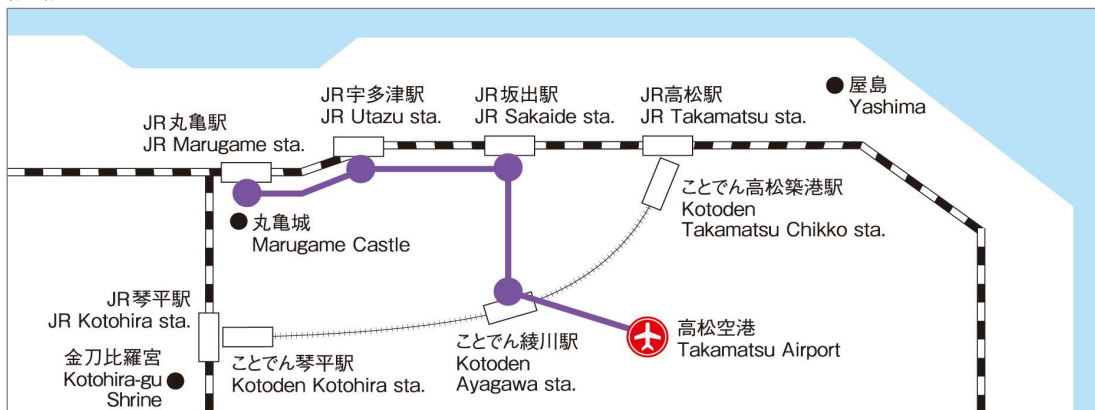 屋島
Yashima
JR宇多津駅
JR Utazu sta.
JR坂出駅
JR Sakaide sta.
JR高松駅
JR Takamatsu sta.
JR丸亀駅
JR Marugame sta.
ことでん高松築港駅
Kotoden
Takamatsu Chikko sta.
丸亀城
Marugame Castle
JR琴平駅
JR Kotohira sta.
金刀比羅宮
Kotohira-gu
Shrine
ことでん琴平駅
Kotoden Kotohira sta.
ことでん綾川駅
Kotoden
Ayagawa sta.
高松空港
Takamatsu Airport